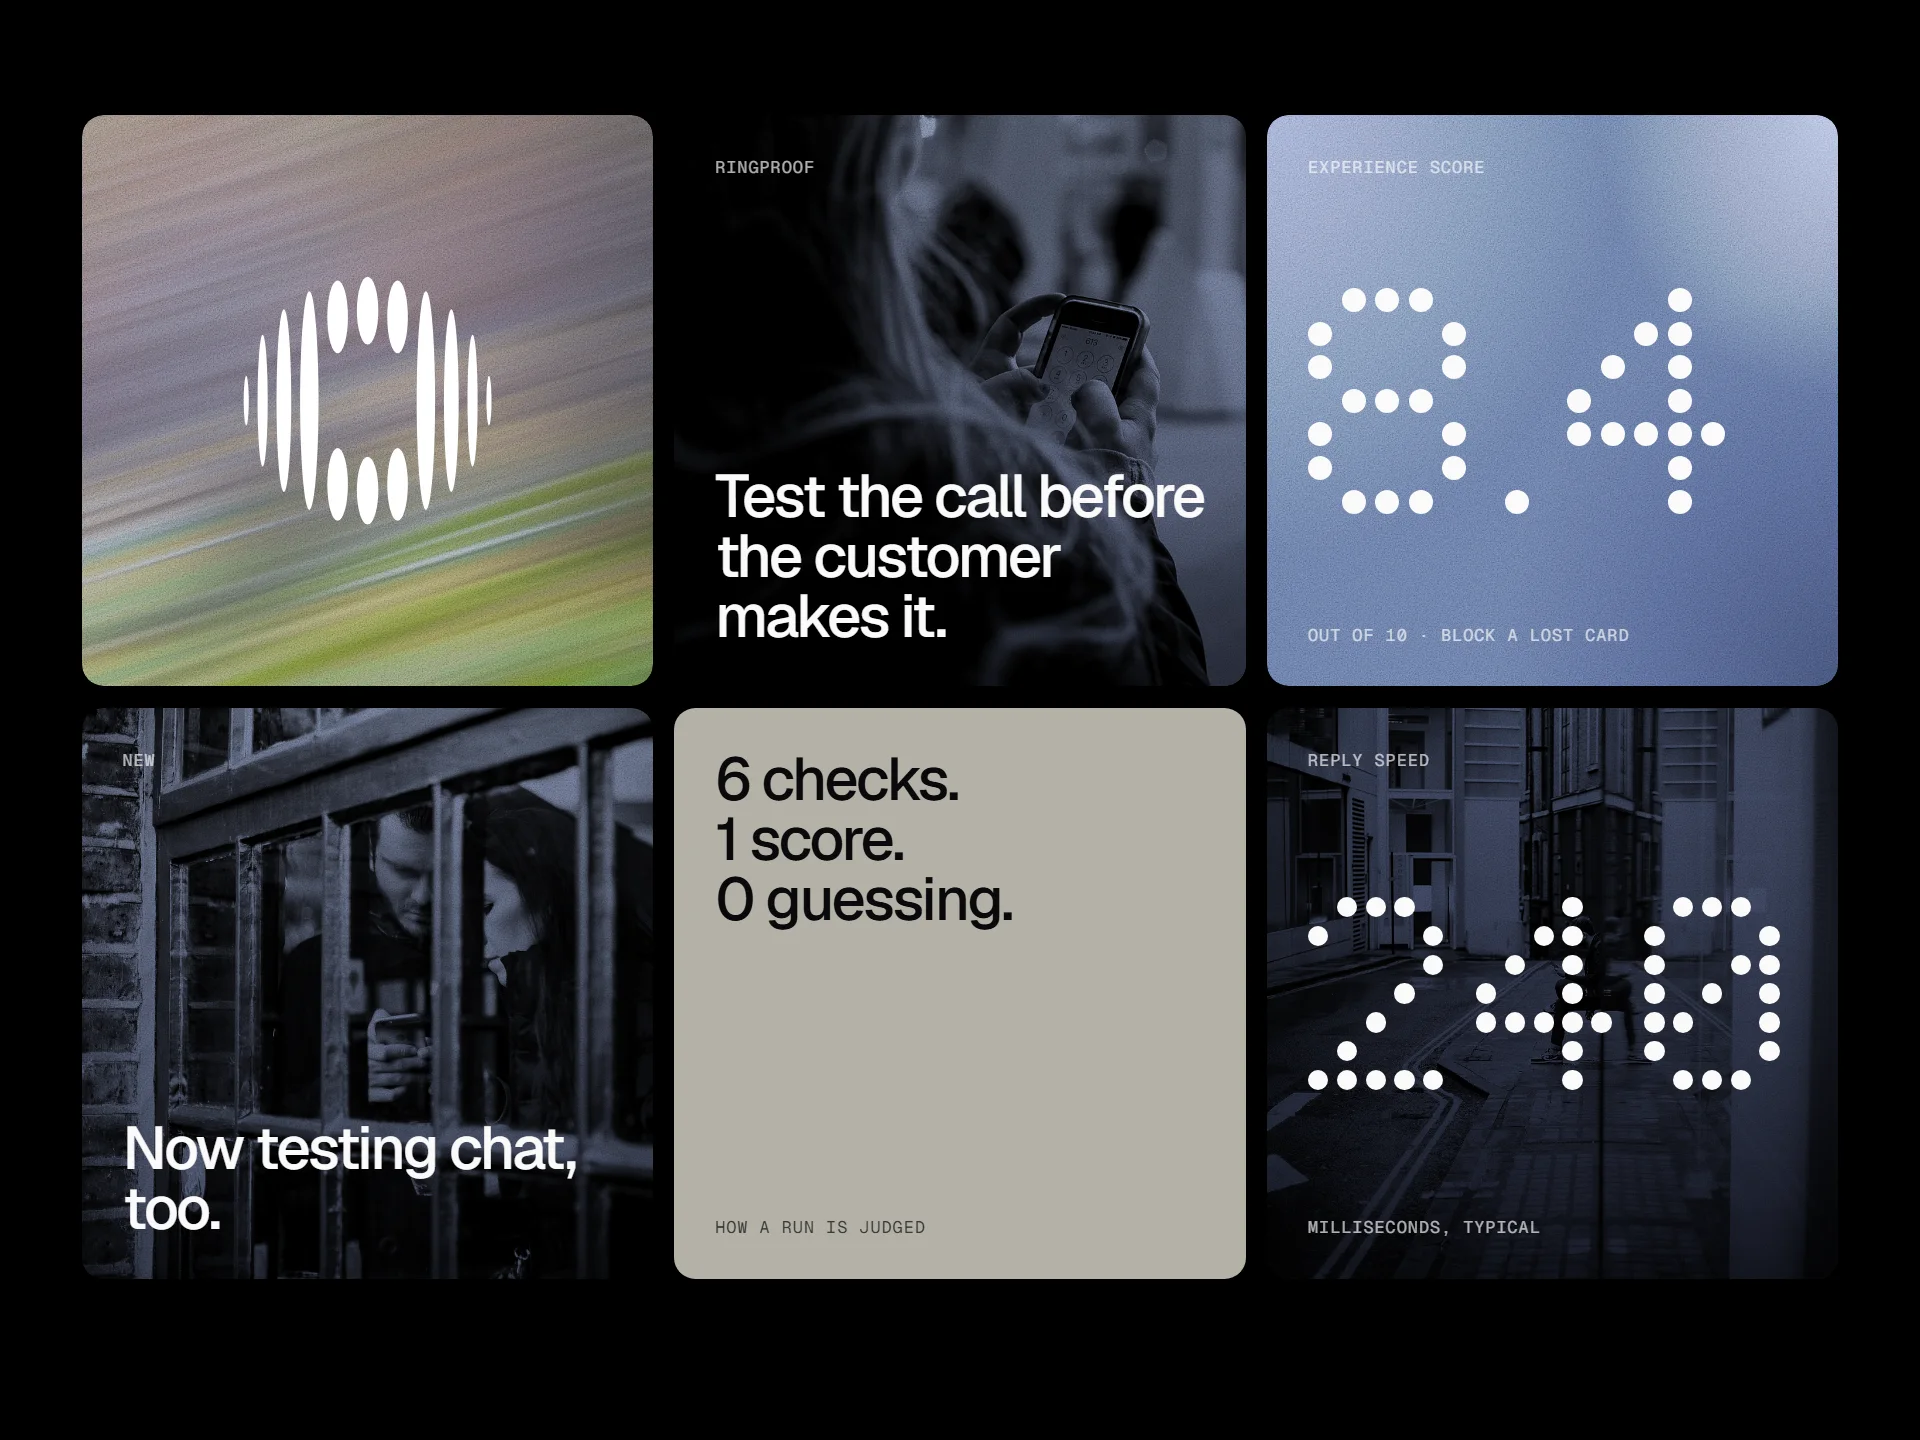 RINGPROOF
Test the call before
the customer
makes it.
EXPERIENCE SCORE
8.4
OUT OF 10 · BLOCK A LOST CARD
NEW
Now testing chat,
too.
6 checks.
1 score.
0 guessing.
HOW A RUN IS JUDGED
REPLY SPEED
240
MILLISECONDS, TYPICAL